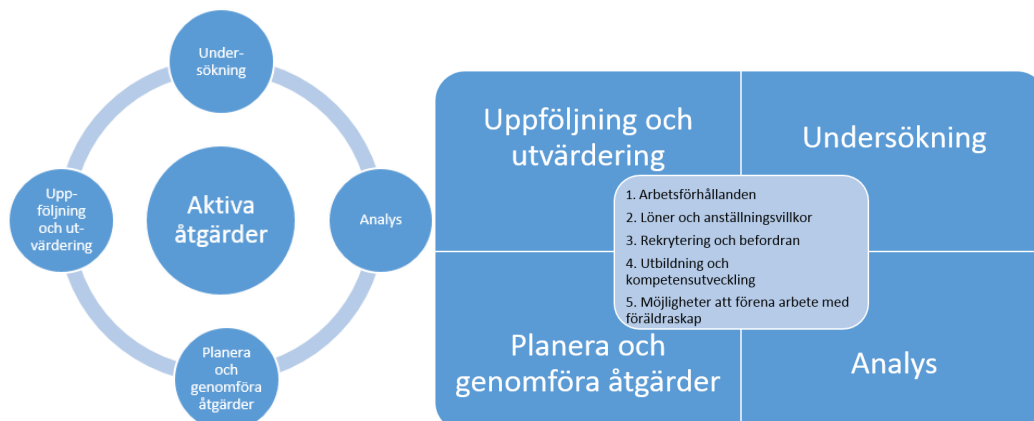 Under-
sökning
Aktiva
åtgärder
Analys
Planera
och
genomföra
åtgärder
Upp-
följning
och ut-
värdering
Uppföljning och
utvärdering
Undersökning
1. Arbetsförhållanden
2. Löner och anställningsvillkor
3. Rekrytering och befordran
4. Utbildning och
kompetensutveckling
5. Möjligheter att förena arbete med
föräldraskap
Planera och
genomföra åtgärder
Analys